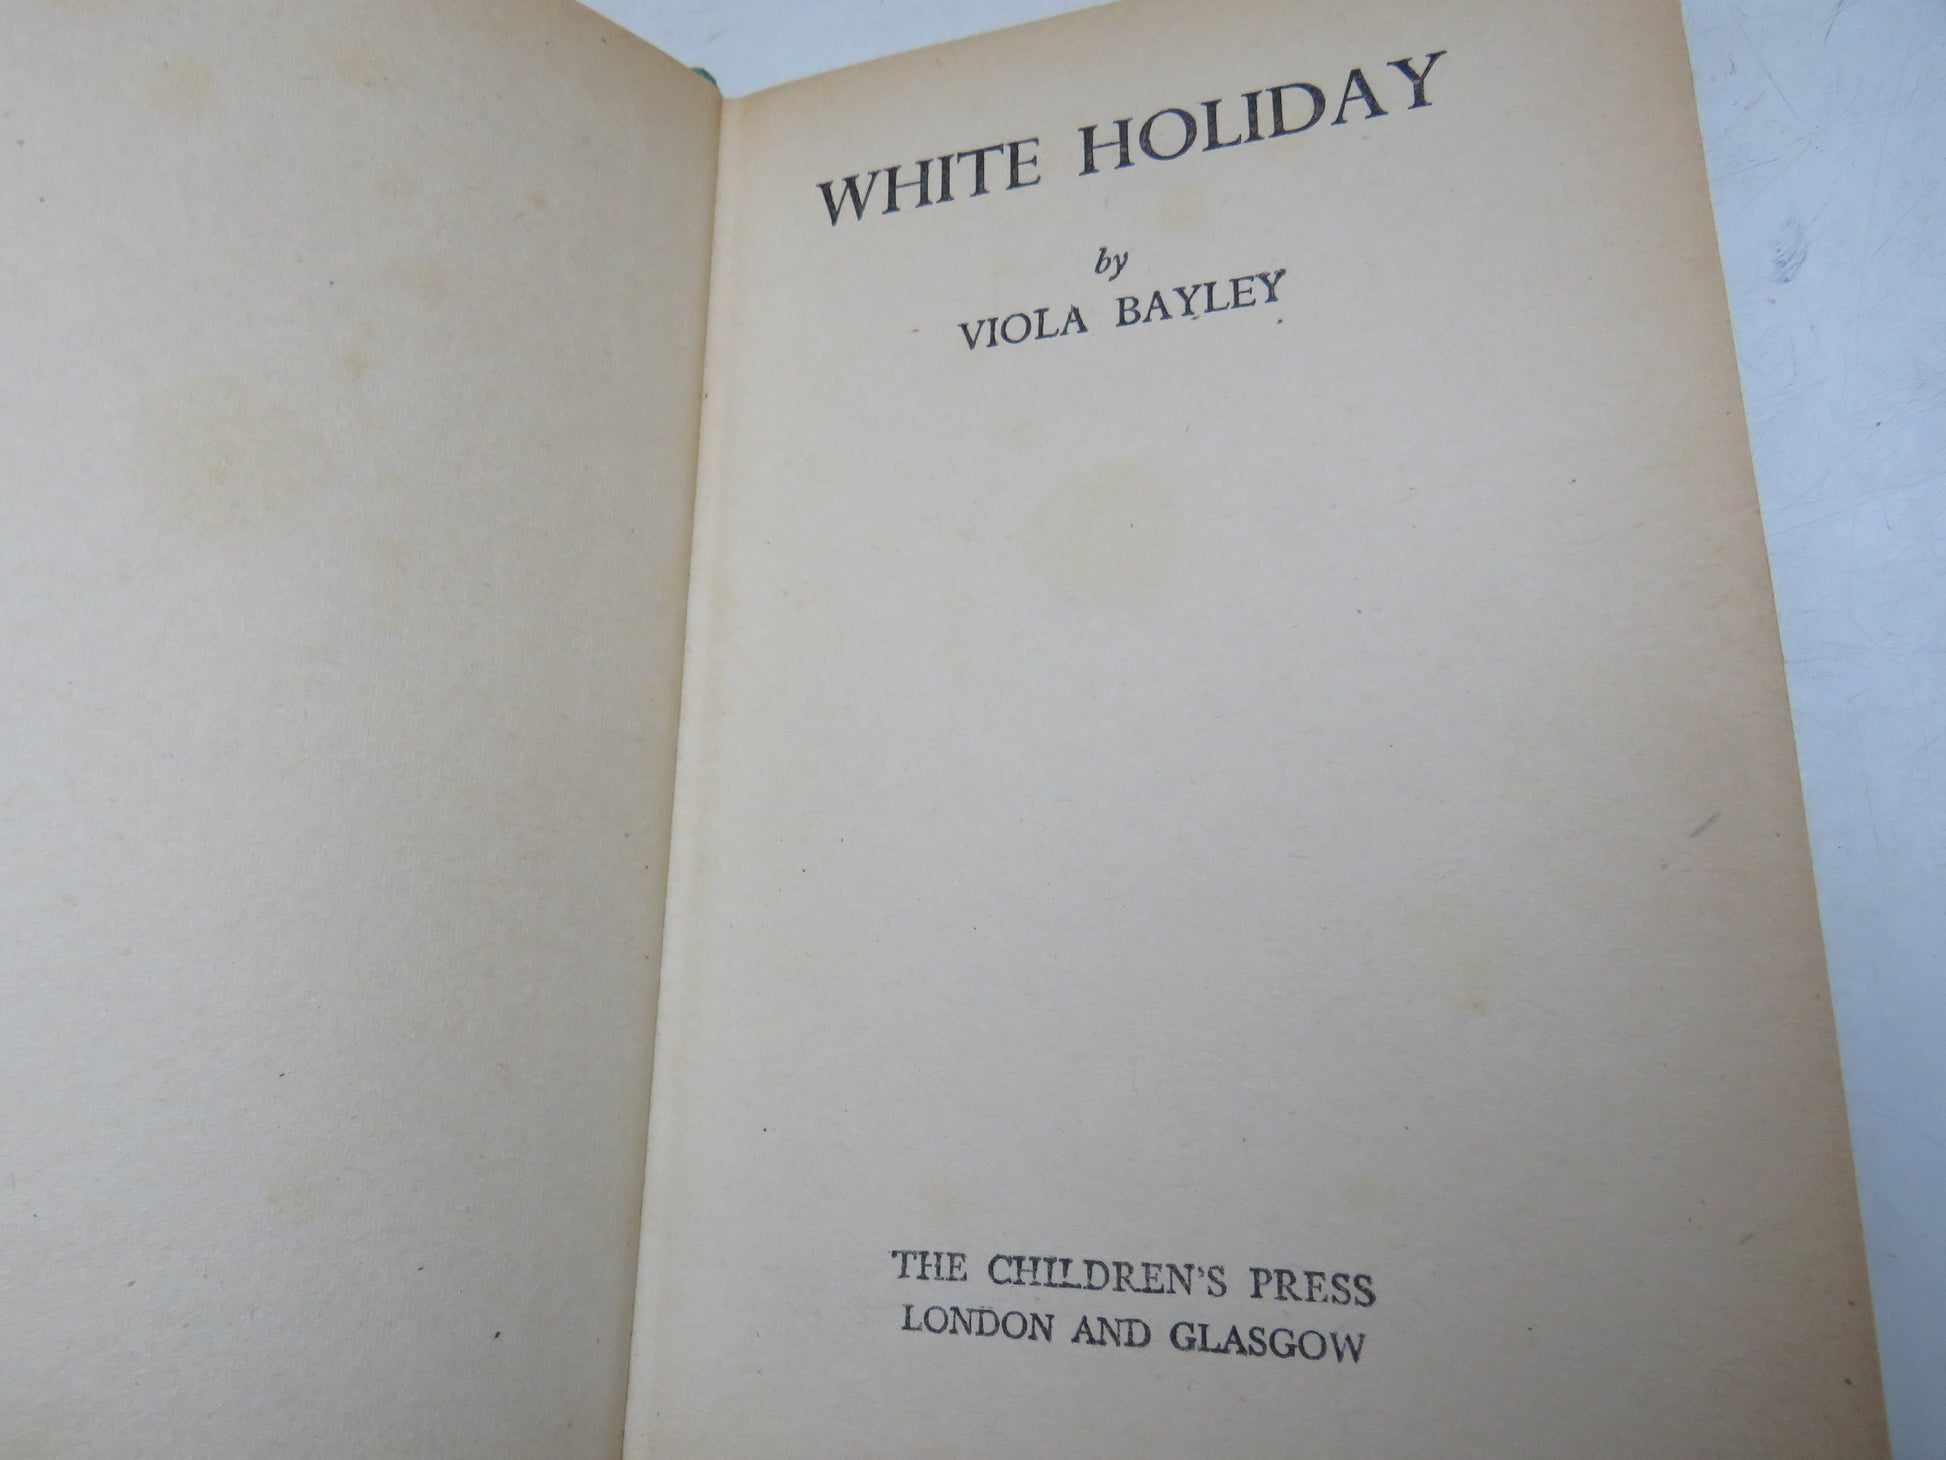 WHITE HOLIDAY
by
VIOLA BAYLEY
THE CHILDREN'S PRESS
LONDON AND GLASGOW